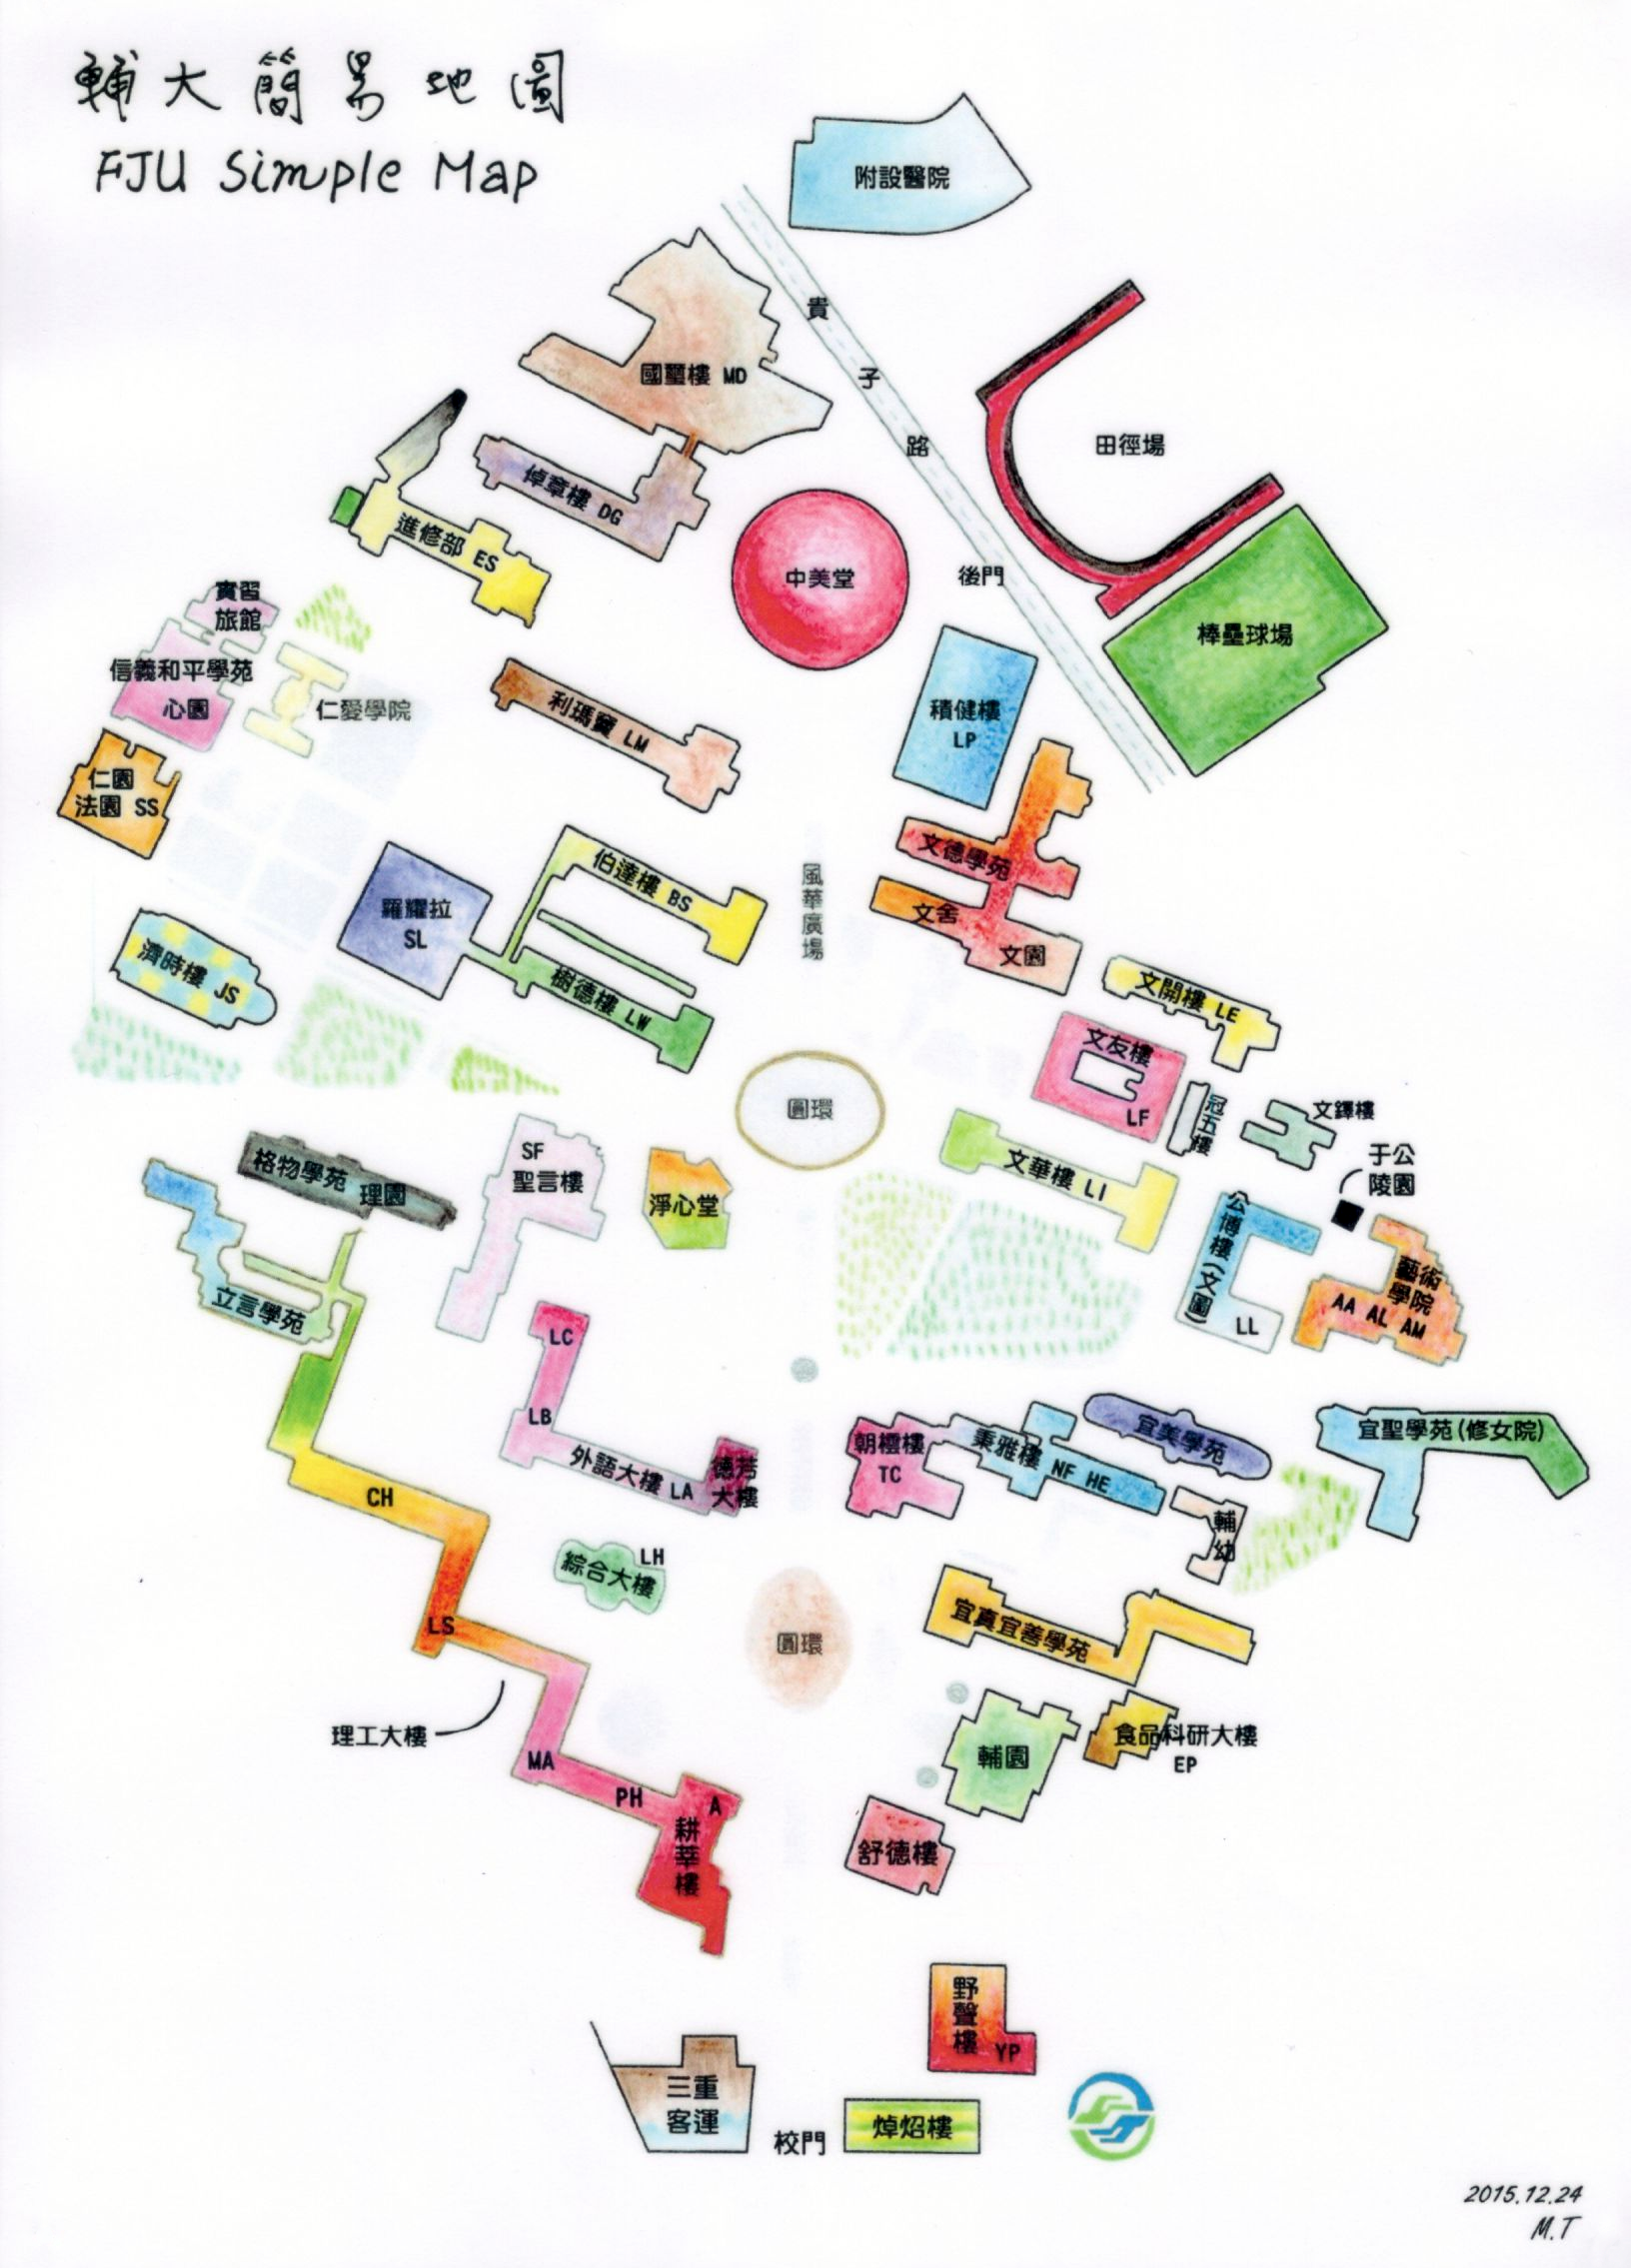 輔大簡易地圖
FJU Simple Map
附設醫院
貴子路
國璽樓 MD
田徑場
倬章樓 DG
進修部 ES
中美堂
後門
棒壘球場
實習
旅館
信義和平學苑
心園
仁愛學院
利瑪竇 LM
積健樓
LP
仁園
法園 SS
文德學苑
伯達樓 BS
羅耀拉
SL
風華廣場
文舍
文園
濟時樓 JS
樹德樓 LW
文開樓 LE
文友樓
LF
冠五樓
文鐸樓
圓環
于公
陵園
格物學苑 理園
SF
聖言樓
淨心堂
文華樓 LI
公博樓(文圖)
LL
藝術
學院
AA AL AM
立言學苑
LC
LB
外語大樓 LA
德芳
大樓
朝橒樓
TC
秉雅樓 NF HE
宜美學苑
宜聖學苑(修女院)
CH
輔幼
LH
綜合大樓
LS
圓環
宜真宜善學苑
理工大樓
MA
PH
A
耕莘樓
輔園
食品科研大樓
EP
舒德樓
野聲樓 YP
三重
客運
校門
焯炤樓
2015.12.24
M.T